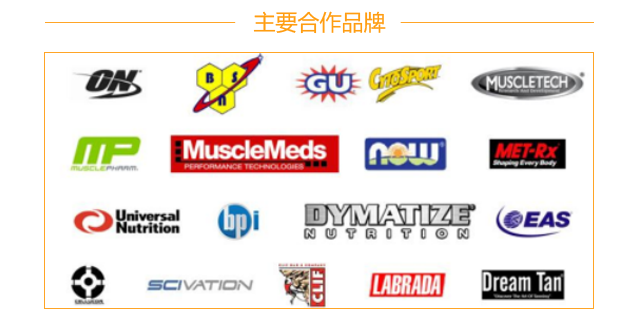 主要合作品牌
ON
BSn
GU
CYTOSPORT
MUSCLETECH
MP
MUSCLEPHARM
MuscleMeds
PERFORMANCE TECHNOLOGIES
NOW
MET-Rx
Shaping Every Body
Universal
Nutrition
bpi
DYMATIZE
NUTRITION
EAS
CELLUCOR
SCIVATION
CLIF
LABRADA
Dream Tan